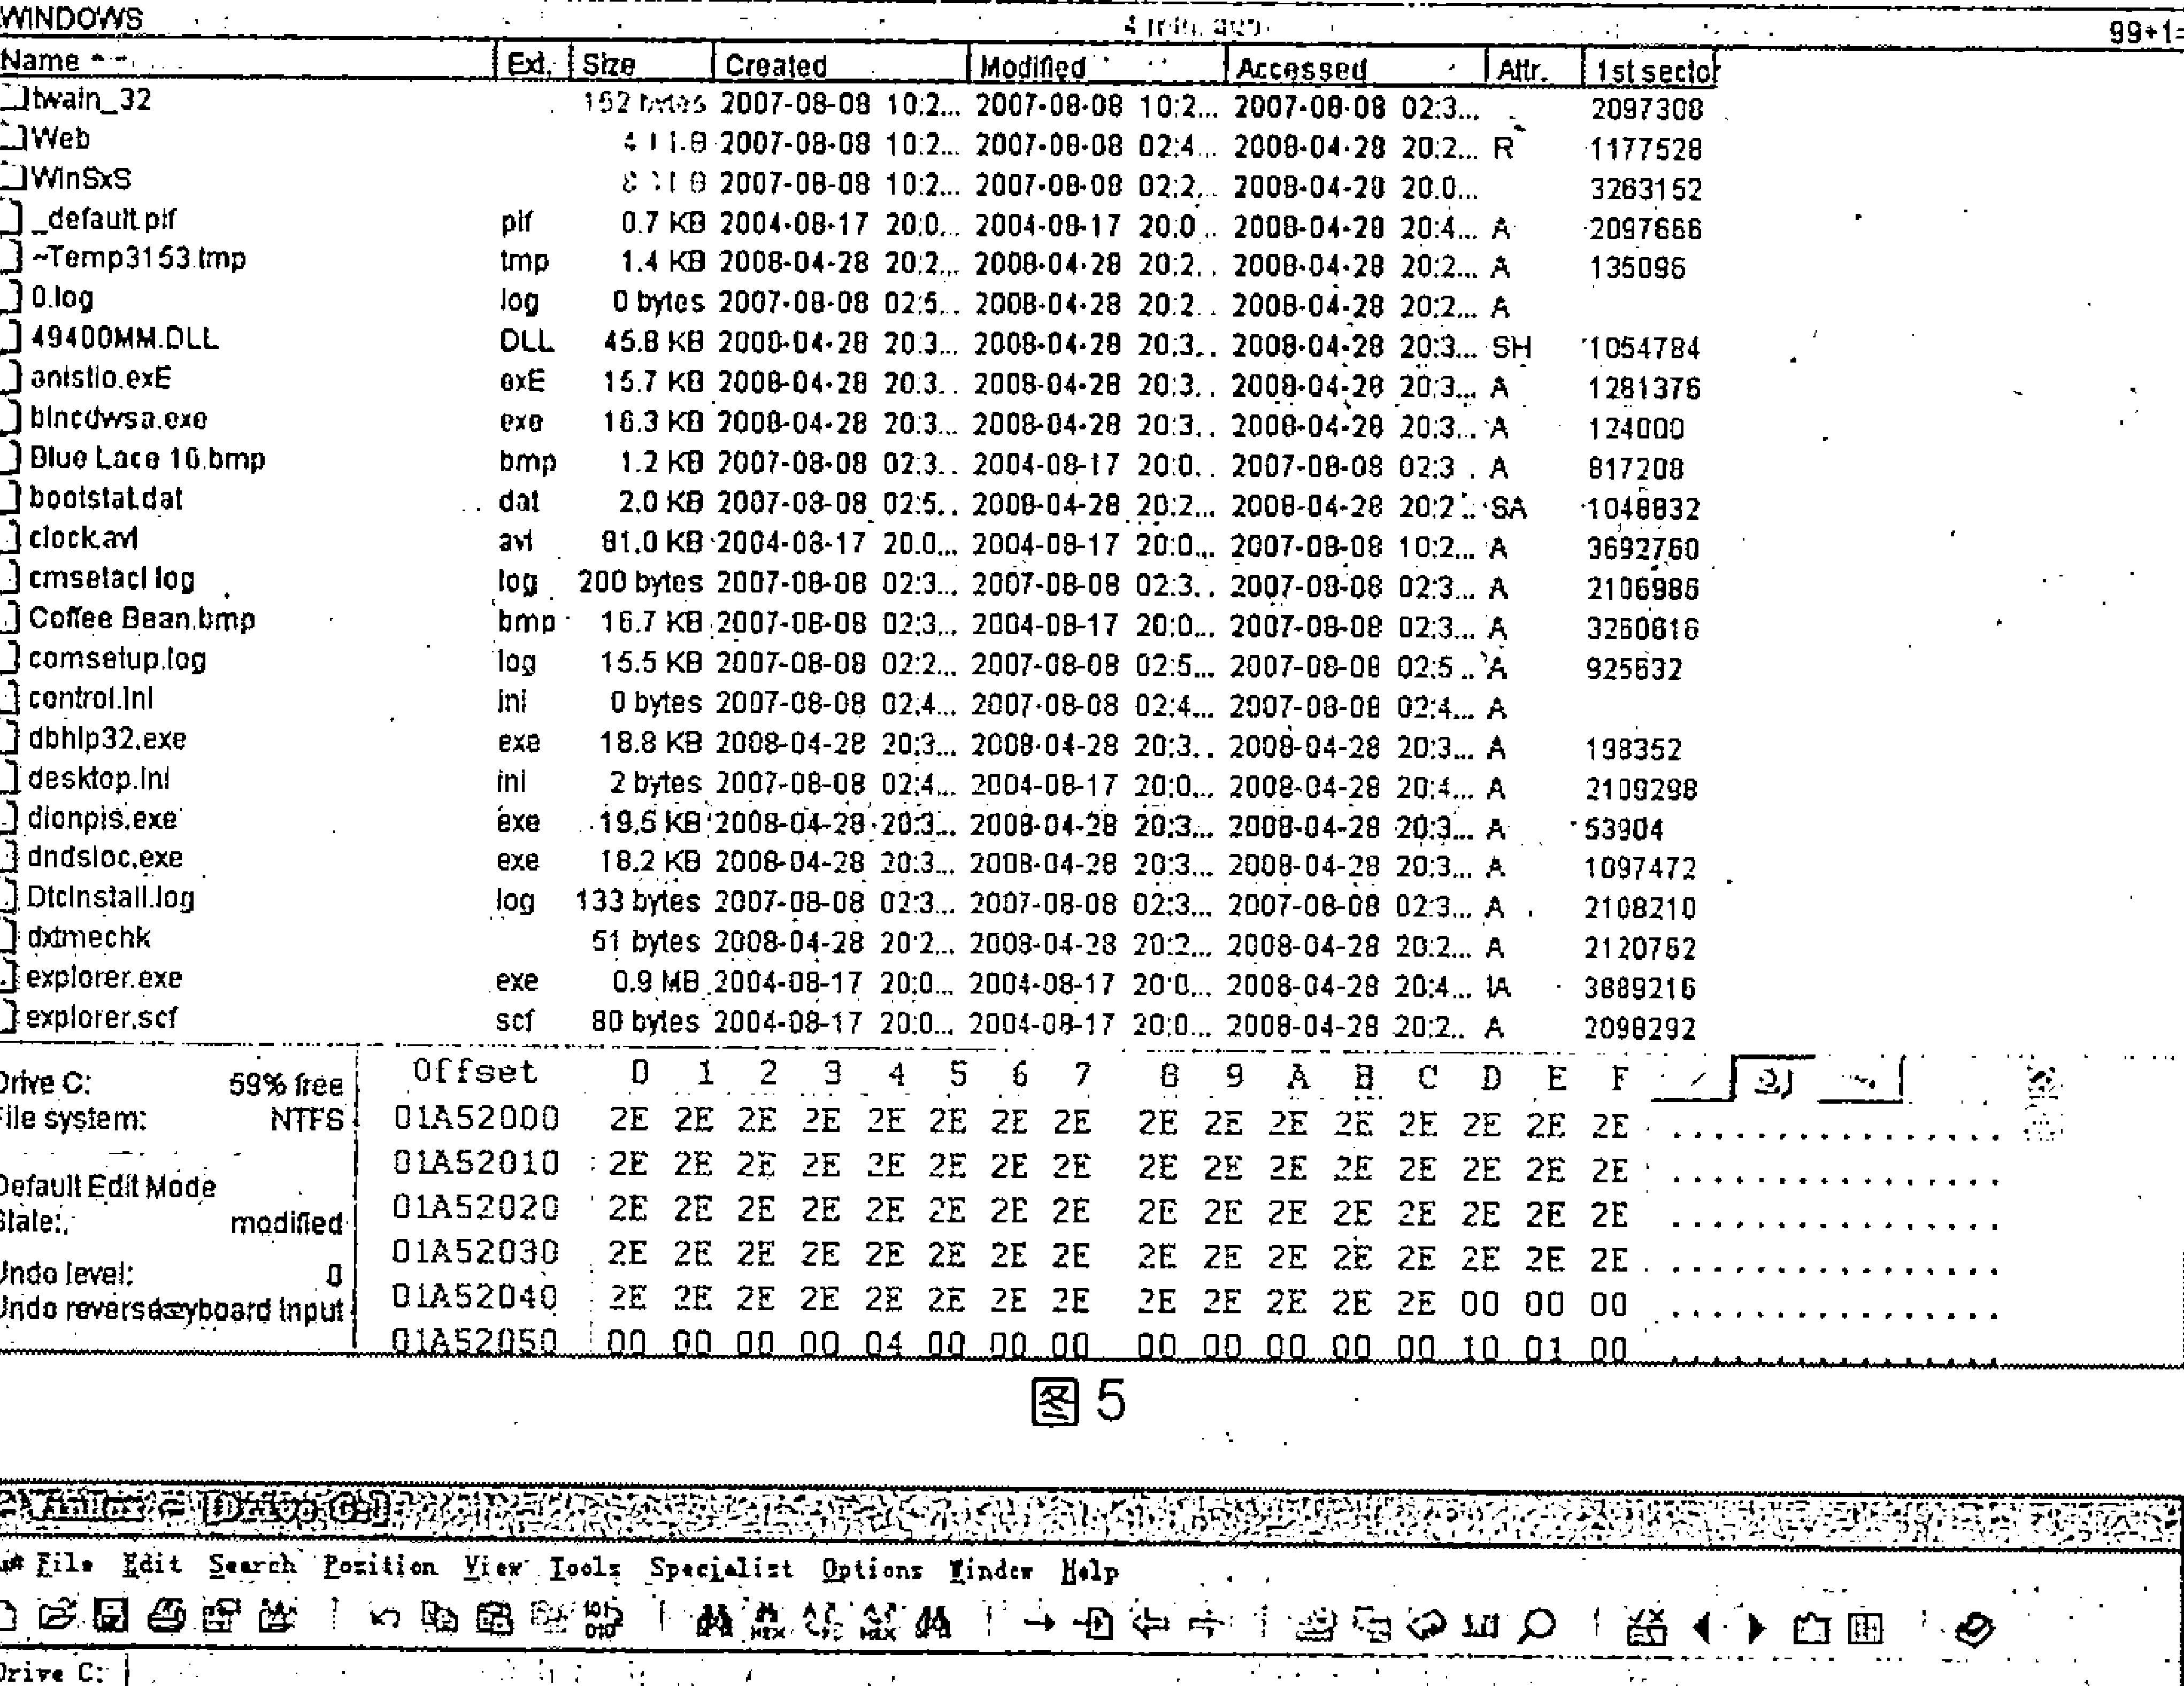 WINDOWS 4 min. ago 99+1=
Name Ext. Size Created Modified Accessed Attr. 1st sector
twain_32 152 bytes 2007-08-08 10:2... 2007-08-08 10:2... 2007-08-08 02:3... 2097308
Web 2007-08-08 10:2... 2007-08-08 02:4... 2008-04-28 20:2... R 1177528
WinSxS 2007-08-08 10:2... 2007-08-08 02:2... 2008-04-28 20:0... 3263152
_default.pif pif 0.7 KB 2004-08-17 20:0... 2004-08-17 20:0... 2008-04-28 20:4... A 2097666
~Temp3153.tmp tmp 1.4 KB 2008-04-28 20:2... 2008-04-28 20:2... 2008-04-28 20:2... A 135096
0.log log 0 bytes 2007-08-08 02:5... 2008-04-28 20:2... 2008-04-28 20:2... A
49400MM.DLL DLL 45.8 KB 2008-04-28 20:3... 2008-04-28 20:3... 2008-04-28 20:3... SH 1054784
anistio.exE exE 15.7 KB 2008-04-28 20:3... 2008-04-28 20:3... 2008-04-28 20:3... A 1281376
bincdwsa.exe exe 16.3 KB 2008-04-28 20:3... 2008-04-28 20:3... 2008-04-28 20:3... A 124000
Blue Lace 16.bmp bmp 1.2 KB 2007-08-08 02:3... 2004-08-17 20:0... 2007-08-08 02:3... A 817208
bootstat.dat dat 2.0 KB 2007-08-08 02:5... 2008-04-28 20:2... 2008-04-28 20:2... SA 1048832
clock.avi avi 81.0 KB 2004-08-17 20:0... 2004-08-17 20:0... 2007-08-08 10:2... A 3692760
cmsetacl.log log 200 bytes 2007-08-08 02:3... 2007-08-08 02:3... 2007-08-08 02:3... A 2106986
Coffee Bean.bmp bmp 16.7 KB 2007-08-08 02:3... 2004-08-17 20:0... 2007-08-08 02:3... A 3260616
comsetup.log log 15.5 KB 2007-08-08 02:2... 2007-08-08 02:5... 2007-08-08 02:5... A 925632
control.ini ini 0 bytes 2007-08-08 02:4... 2007-08-08 02:4... 2007-08-08 02:4... A
dbhlp32.exe exe 18.8 KB 2008-04-28 20:3... 2008-04-28 20:3... 2008-04-28 20:3... A 198352
desktop.ini ini 2 bytes 2007-08-08 02:4... 2004-08-17 20:0... 2008-04-28 20:4... A 2109298
dionpis.exe exe 19.5 KB 2008-04-28 20:3... 2008-04-28 20:3... 2008-04-28 20:3... A 53904
dndsioc.exe exe 18.2 KB 2008-04-28 20:3... 2008-04-28 20:3... 2008-04-28 20:3... A 1097472
DtcInstall.log log 133 bytes 2007-08-08 02:3... 2007-08-08 02:3... 2007-08-08 02:3... A 2108210
dxtmechk 51 bytes 2008-04-28 20:2... 2008-04-28 20:2... 2008-04-28 20:2... A 2120752
explorer.exe exe 0.9 MB 2004-08-17 20:0... 2004-08-17 20:0... 2008-04-28 20:4... IA 3889216
explorer.scf scf 80 bytes 2004-08-17 20:0... 2004-08-17 20:0... 2008-04-28 20:2... A 2098292
Drive C: 59% free
File system: NTFS
Default Edit Mode
State: modified
Undo level: 0
Undo reverse: keyboard input
Offset 0 1 2 3 4 5 6 7 8 9 A B C D E F
01A52000 2E 2E 2E 2E 2E 2E 2E 2E 2E 2E 2E 2E 2E 2E 2E 2E ................
01A52010 2E 2E 2E 2E 2E 2E 2E 2E 2E 2E 2E 2E 2E 2E 2E 2E ................
01A52020 2E 2E 2E 2E 2E 2E 2E 2E 2E 2E 2E 2E 2E 2E 2E 2E ................
01A52030 2E 2E 2E 2E 2E 2E 2E 2E 2E 2E 2E 2E 2E 2E 2E 2E ................
01A52040 2E 2E 2E 2E 2E 2E 2E 2E 2E 2E 2E 2E 2E 00 00 00 ................
01A52050 00 00 00 00 04 00 00 00 00 00 00 00 00 10 01 00 ................
图 5
WinHex - [Drive C:]
File Edit Search Position View Tools Specialist Options Window Help
Drive C: